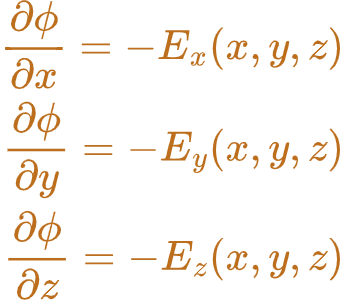 ∂ϕ/∂x = −E_x(x, y, z)
∂ϕ/∂y = −E_y(x, y, z)
∂ϕ/∂z = −E_z(x, y, z)